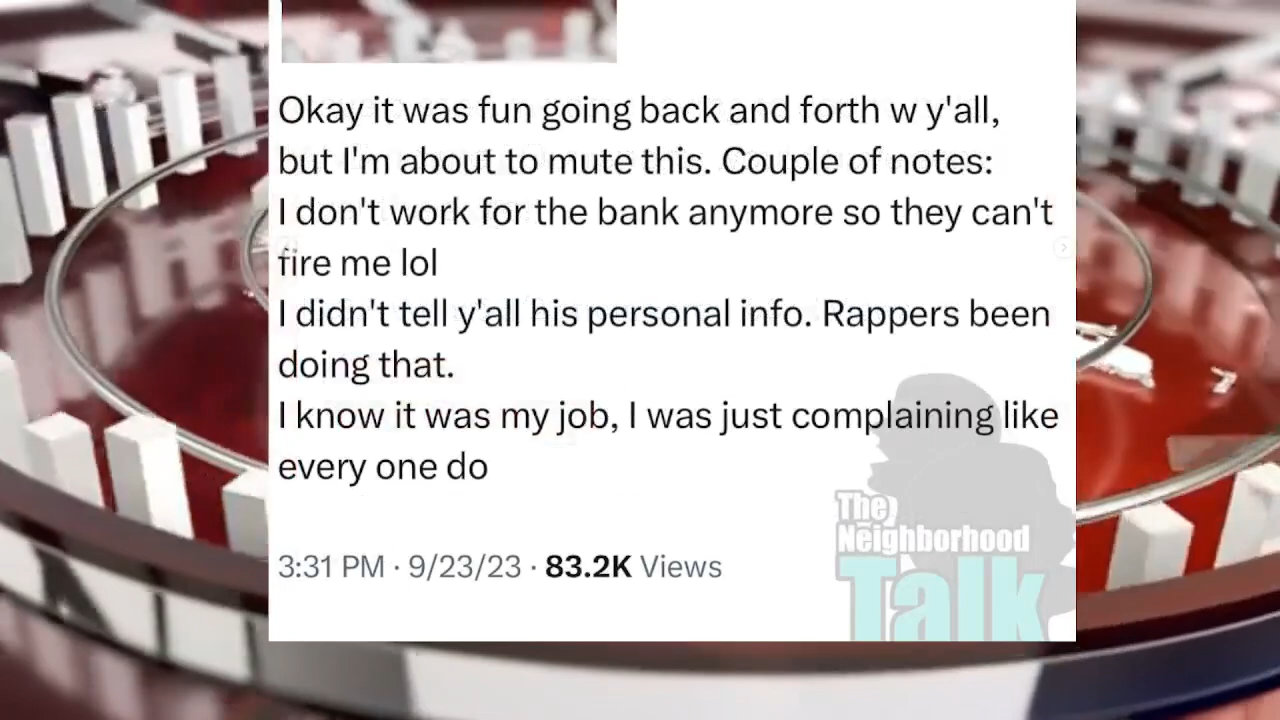 Okay it was fun going back and forth w y'all,
but I'm about to mute this. Couple of notes:
I don't work for the bank anymore so they can't
fire me lol
I didn't tell y'all his personal info. Rappers been
doing that.
I know it was my job, I was just complaining like
every one do
3:31 PM · 9/23/23 · 83.2K Views
The
Neighborhood
Talk